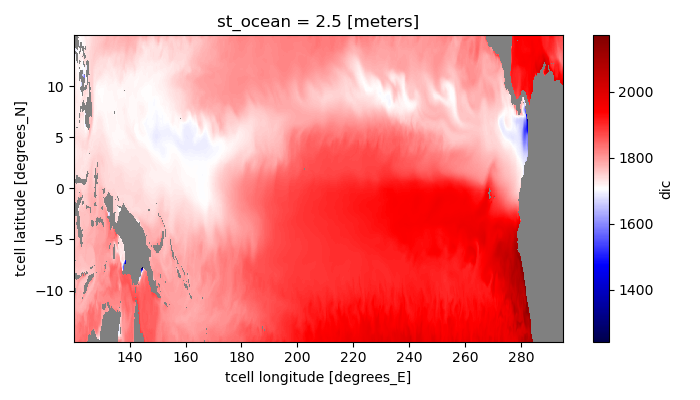 st_ocean = 2.5 [meters]
10
5
0
−5
−10
tcell latitude [degrees_N]
140 160 180 200 220 240 260 280
tcell longitude [degrees_E]
2000
1800
1600
1400
dic